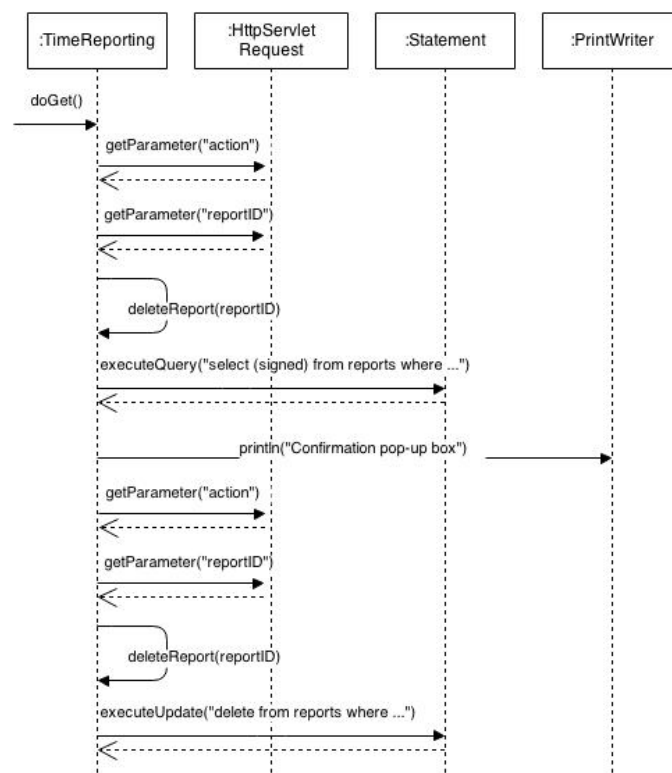 :TimeReporting
:HttpServlet
Request
:Statement
:PrintWriter
doGet()
getParameter("action")
getParameter("reportID")
deleteReport(reportID)
executeQuery("select (signed) from reports where ...")
println("Confirmation pop-up box")
getParameter("action")
getParameter("reportID")
deleteReport(reportID)
executeUpdate("delete from reports where ...")